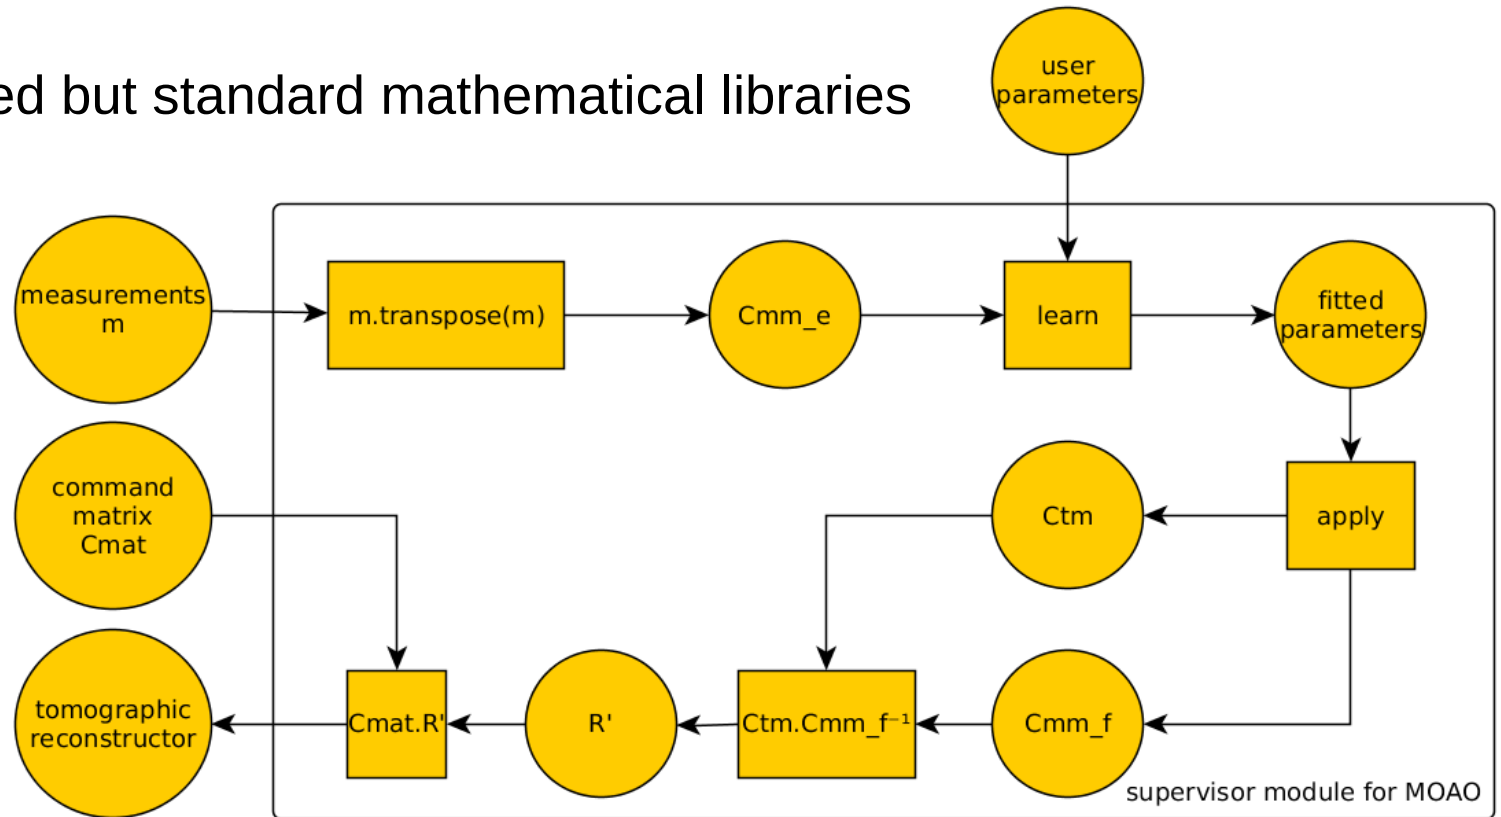 ed but standard mathematical libraries
user
parameters
measurements
m
m.transpose(m)
Cmm_e
learn
fitted
parameters
command
matrix
Cmat
Ctm
apply
tomographic
reconstructor
Cmat.R'
R'
Ctm.Cmm_f⁻¹
Cmm_f
supervisor module for MOAO